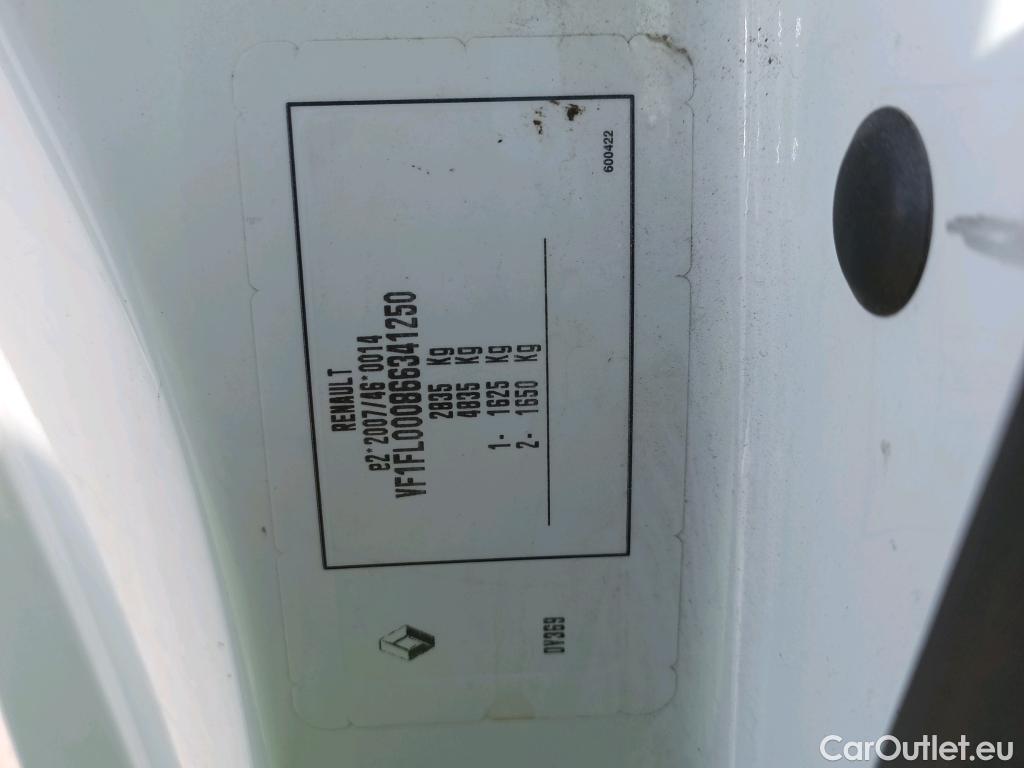 RENAULT
e2*2007/46*0014
VF1FL000866341250
2835 Kg
4835 Kg
1- 1625 Kg
2- 1650 Kg
600422
DV369
CarOutlet.eu